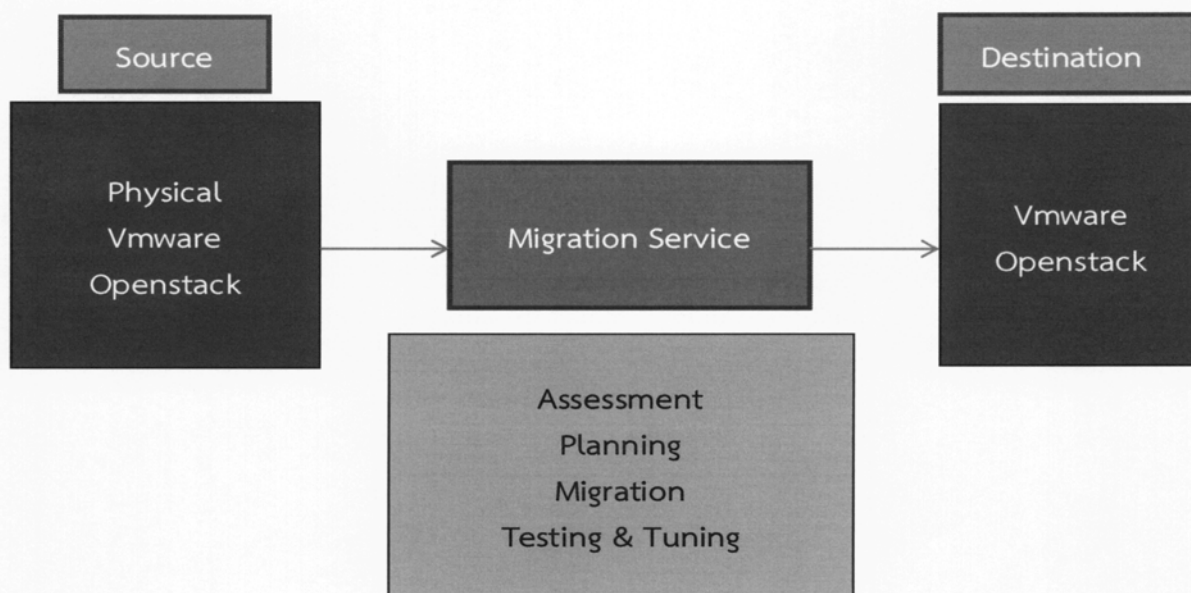 Source
Physical
Vmware
Openstack
Migration Service
Assessment
Planning
Migration
Testing & Tuning
Destination
Vmware
Openstack